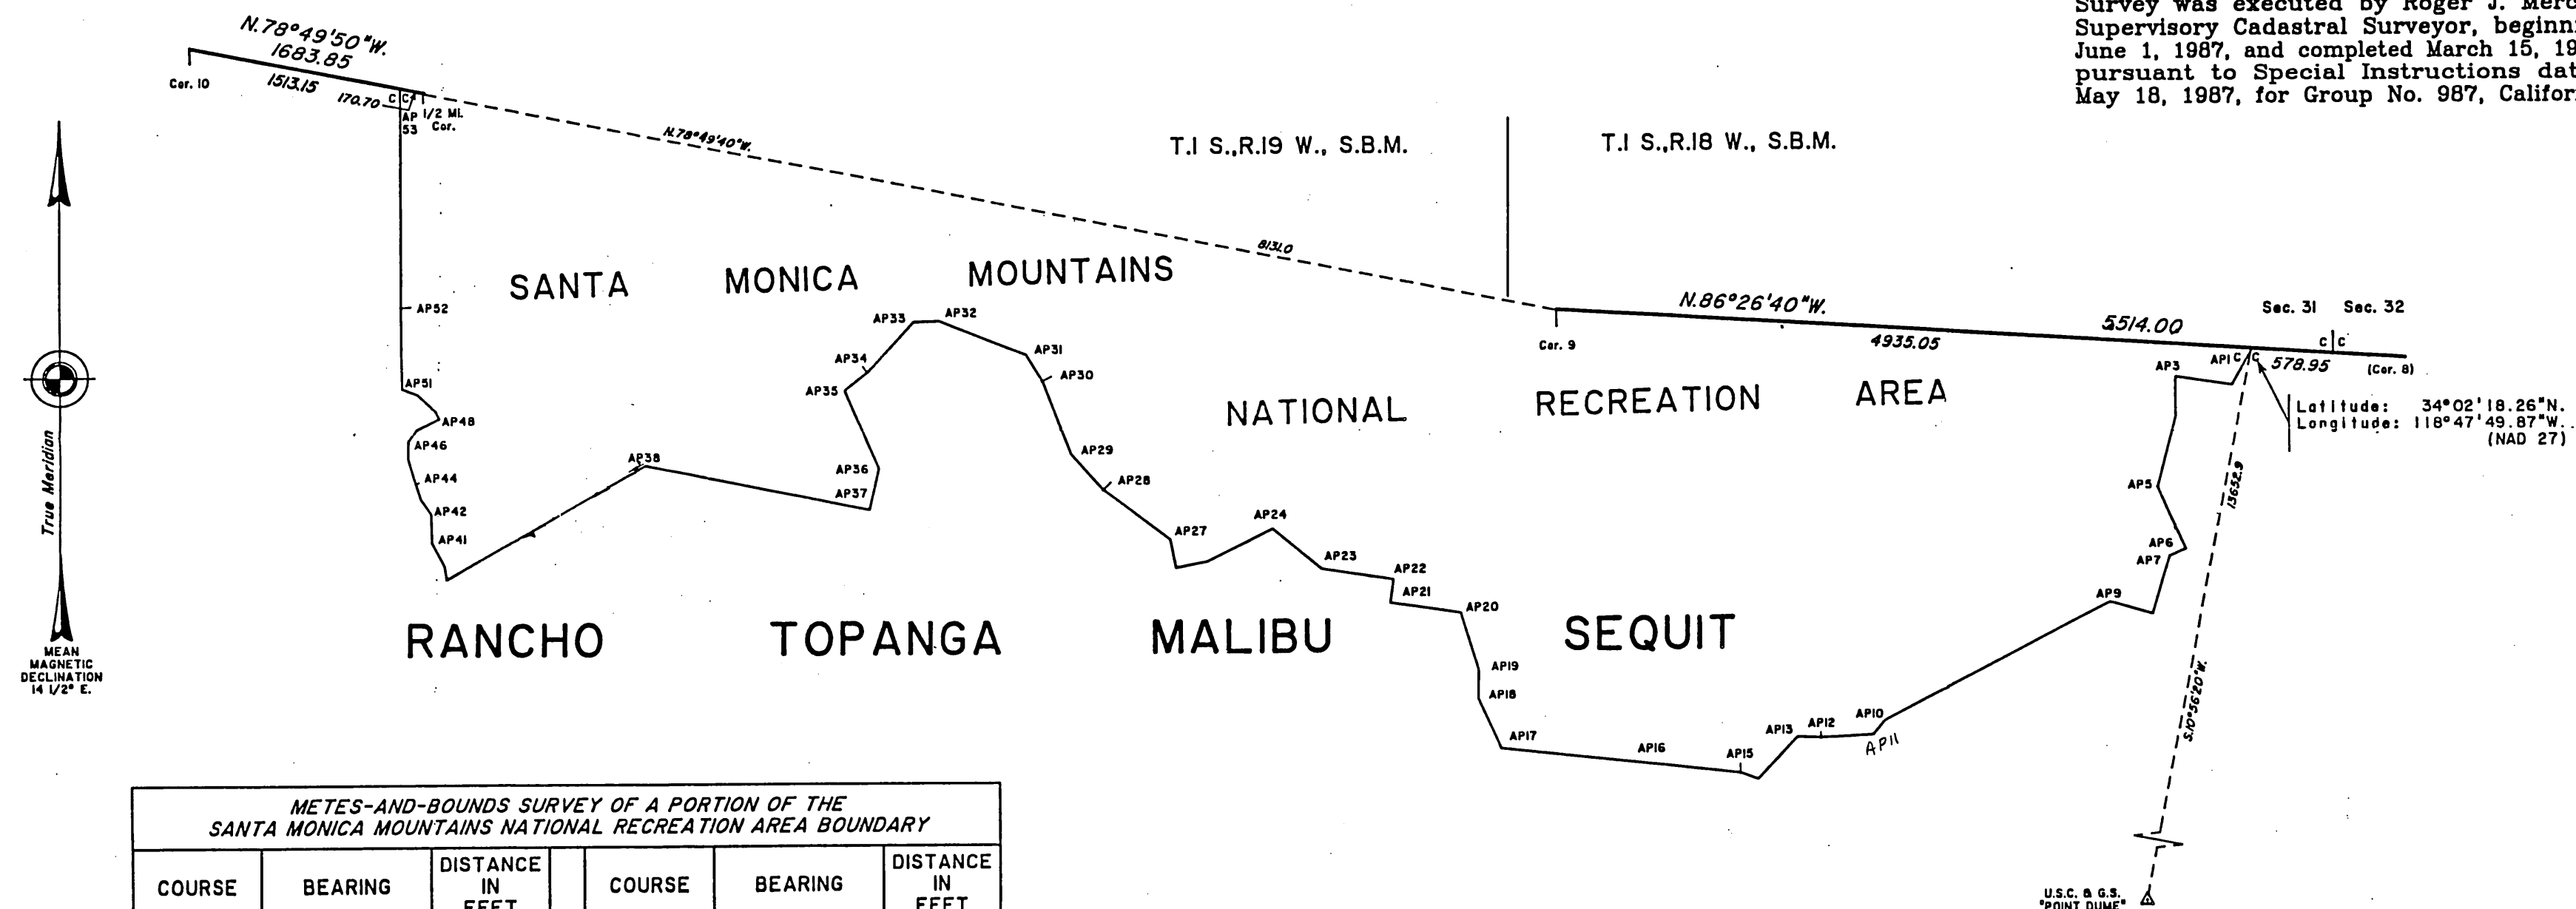 Survey was executed by Roger J. Merc
Supervisory Cadastral Surveyor, beginn
June 1, 1987, and completed March 15, 19
pursuant to Special Instructions dat
May 18, 1987, for Group No. 987, Califor
N.78°49'50"W.
1683.85
Cor. 10
1513.15
170.70
C C
AP 53
1/2 MI. Cor.
N.78°49'40"W.
8131.0
T.1 S.,R.19 W., S.B.M.
T.1 S.,R.18 W., S.B.M.
SANTA MONICA MOUNTAINS
NATIONAL RECREATION AREA
Cor. 9
N.86°26'40"W.
5514.00
4935.05
Sec. 31 Sec. 32
C C
578.95
(Cor. 8)
AP1
C C
Latitude: 34°02'18.26"N.
Longitude: 118°47'49.87"W.
(NAD 27)
AP3
AP5
AP6
AP7
AP9
AP10
AP11
AP12
AP13
AP15
AP16
AP17
AP18
AP19
AP20
AP21
AP22
AP23
AP24
AP27
AP28
AP29
AP30
AP31
AP32
AP33
AP34
AP35
AP36
AP37
AP38
AP41
AP42
AP44
AP46
AP48
AP51
AP52
13652.9
S.10°56'20"W.
U.S.C. & G.S.
"POINT DUME"
RANCHO TOPANGA MALIBU SEQUIT
True Meridian
MEAN
MAGNETIC
DECLINATION
14 1/2° E.
METES-AND-BOUNDS SURVEY OF A PORTION OF THE
SANTA MONICA MOUNTAINS NATIONAL RECREATION AREA BOUNDARY
COURSE BEARING DISTANCE IN FEET COURSE BEARING DISTANCE IN FEET